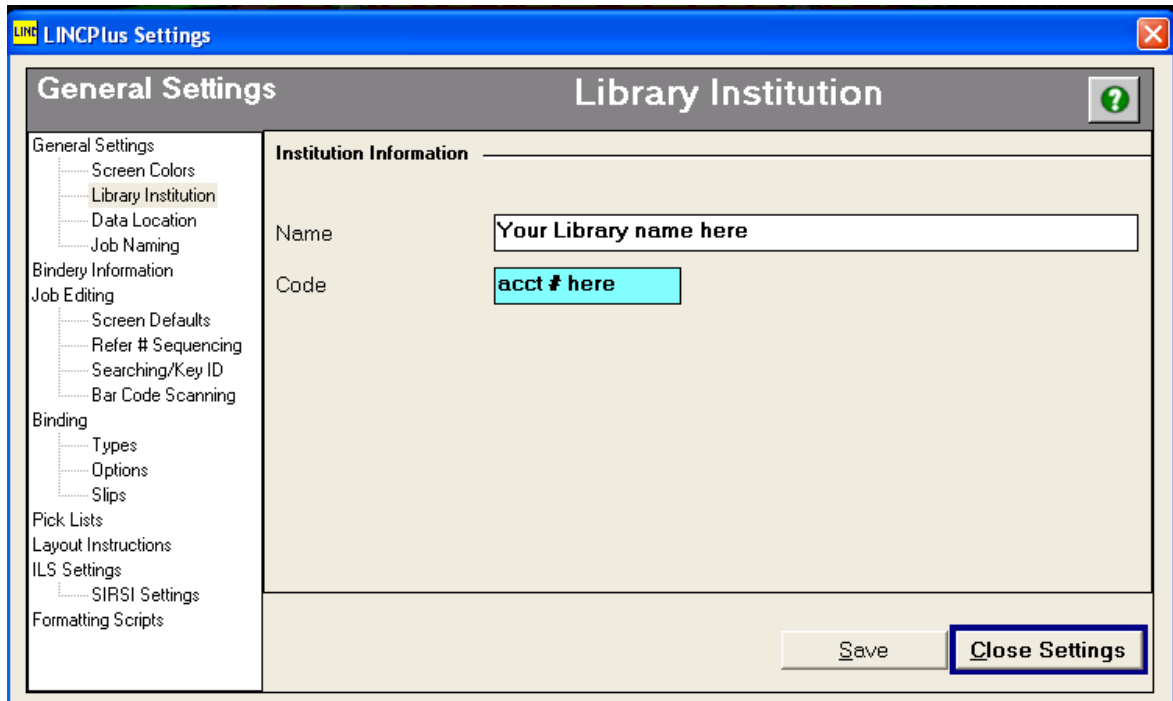 LINC LINCPlus Settings
General Settings
Library Institution
?
General Settings
Screen Colors
Library Institution
Data Location
Job Naming
Bindery Information
Job Editing
Screen Defaults
Refer # Sequencing
Searching/Key ID
Bar Code Scanning
Binding
Types
Options
Slips
Pick Lists
Layout Instructions
ILS Settings
SIRSI Settings
Formatting Scripts
Institution Information
Name
Your Library name here
Code
acct # here
Save
Close Settings